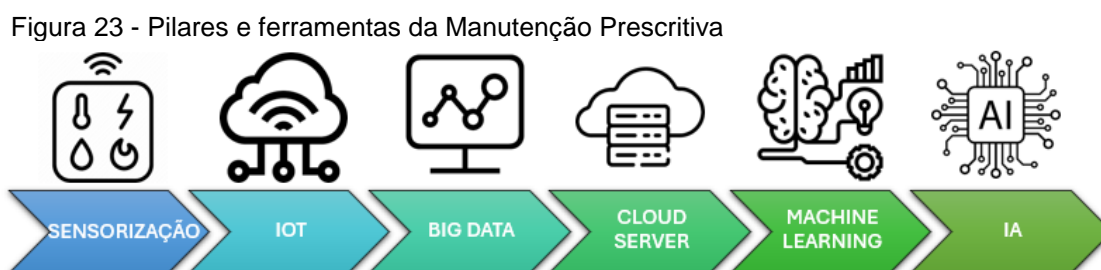 Figura 23 - Pilares e ferramentas da Manutenção Prescritiva
AI
SENSORIZAÇÃO
IOT
BIG DATA
CLOUD
SERVER
MACHINE
LEARNING
IA